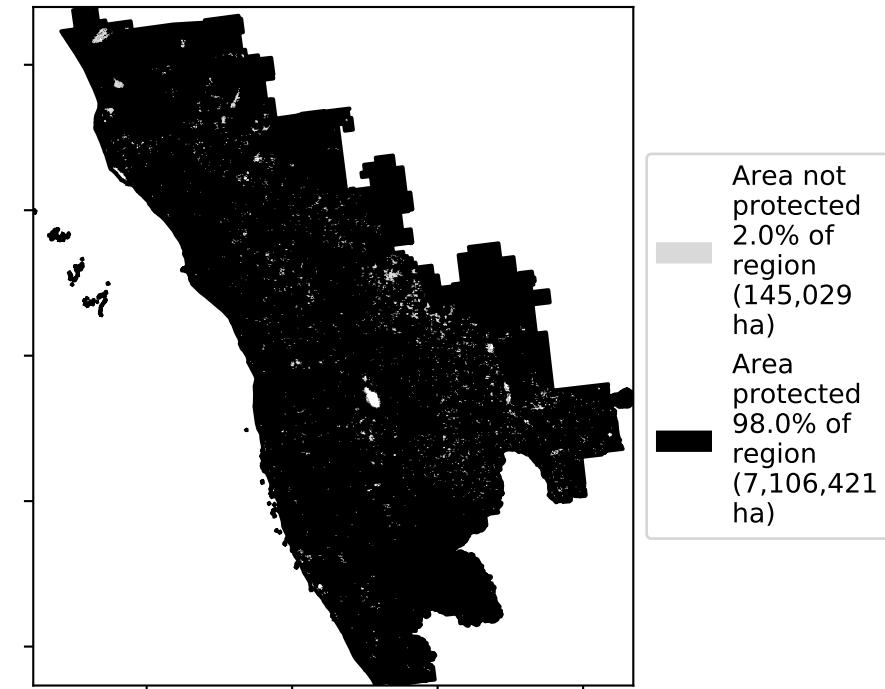 Area not
protected
2.0% of
region
(145,029
ha)
Area
protected
98.0% of
region
(7,106,421
ha)